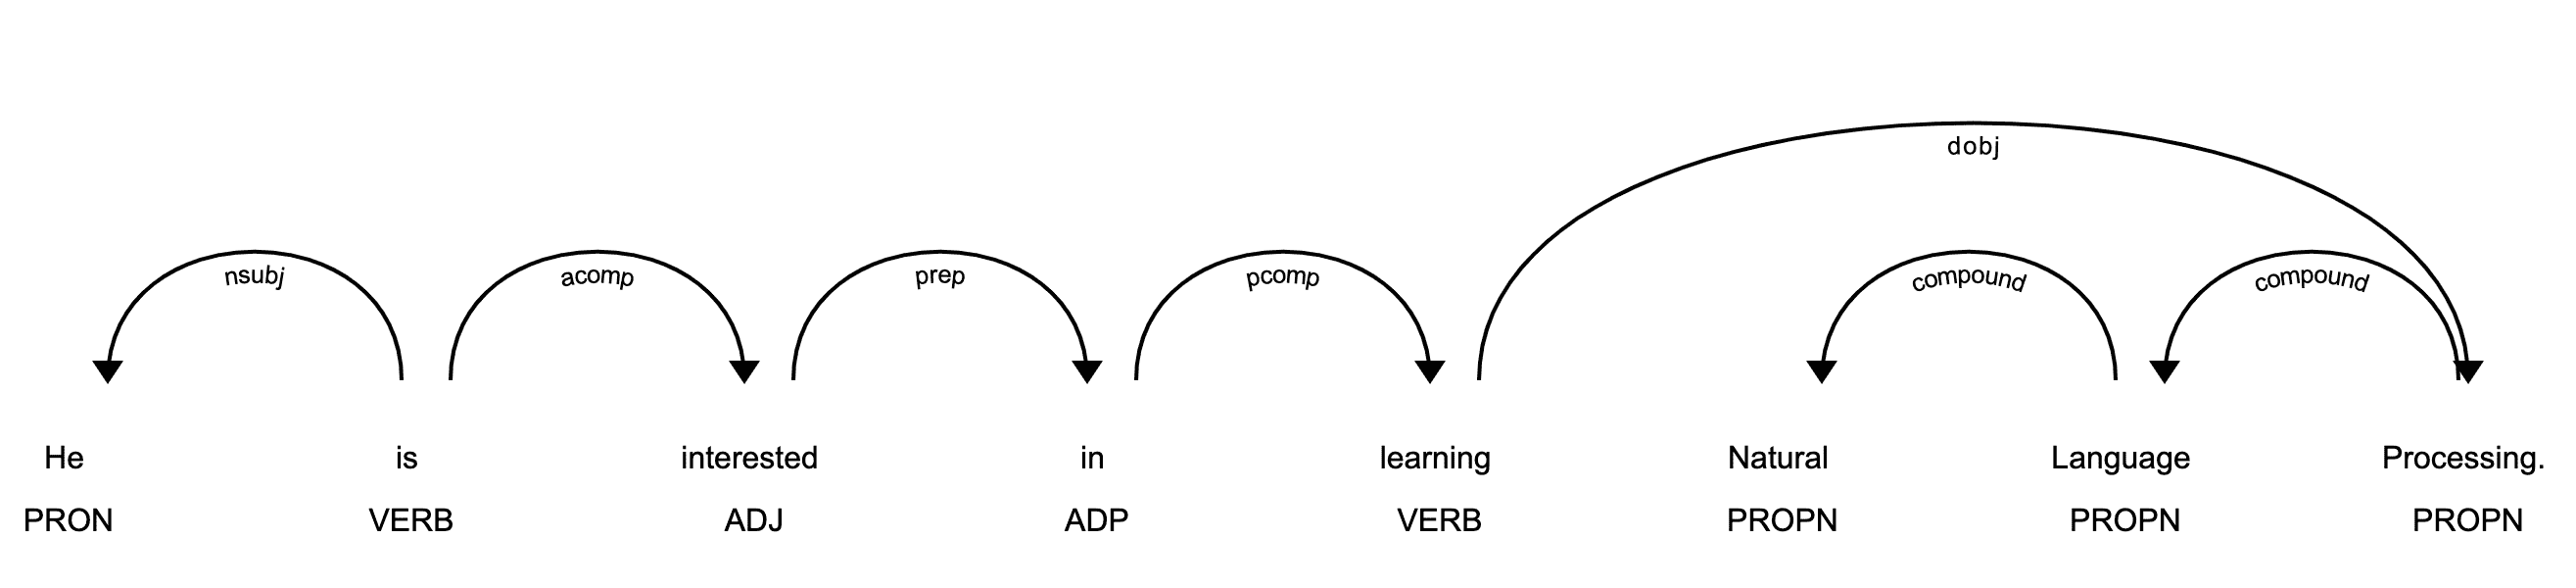 dobj
nsubj acomp prep pcomp compound compound
He is interested in learning Natural Language Processing.
PRON VERB ADJ ADP VERB PROPN PROPN PROPN